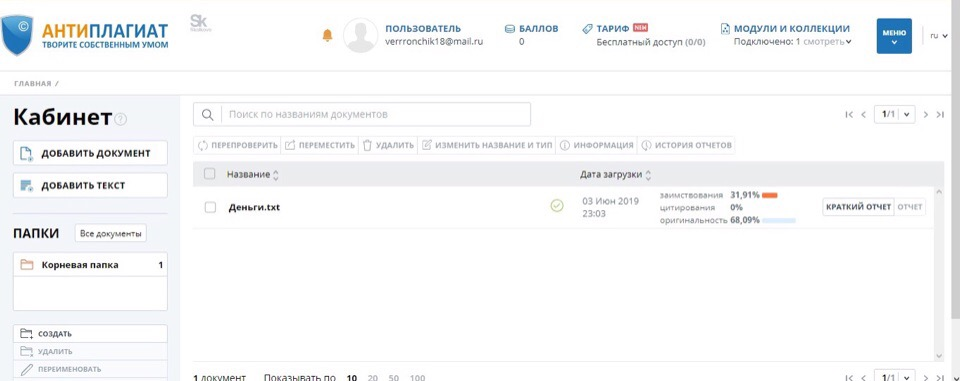 АНТИПЛАГИАТ
ТВОРИТЕ СОБСТВЕННЫМ УМОМ
Sk
ПОЛЬЗОВАТЕЛЬ
verrronchik18@mail.ru
БАЛЛОВ
0
ТАРИФ NEW
Бесплатный доступ (0/0)
МОДУЛИ И КОЛЛЕКЦИИ
Подключено: 1 смотреть
МЕНЮ
ru
ГЛАВНАЯ /
Кабинет ?
ДОБАВИТЬ ДОКУМЕНТ
ДОБАВИТЬ ТЕКСТ
ПАПКИ Все документы
Корневая папка 1
СОЗДАТЬ
УДАЛИТЬ
ПЕРЕИМЕНОВАТЬ
Поиск по названиям документов
1/1
ПЕРЕПРОВЕРИТЬ ПЕРЕМЕСТИТЬ УДАЛИТЬ ИЗМЕНИТЬ НАЗВАНИЕ И ТИП ИНФОРМАЦИЯ ИСТОРИЯ ОТЧЕТОВ
Название Дата загрузки
Деньги.txt
03 Июн 2019
23:03
заимствования 31,91%
цитирования 0%
оригинальность 68,09%
КРАТКИЙ ОТЧЕТ ОТЧЕТ
1 документ Показывать по 10 20 50 100
1/1